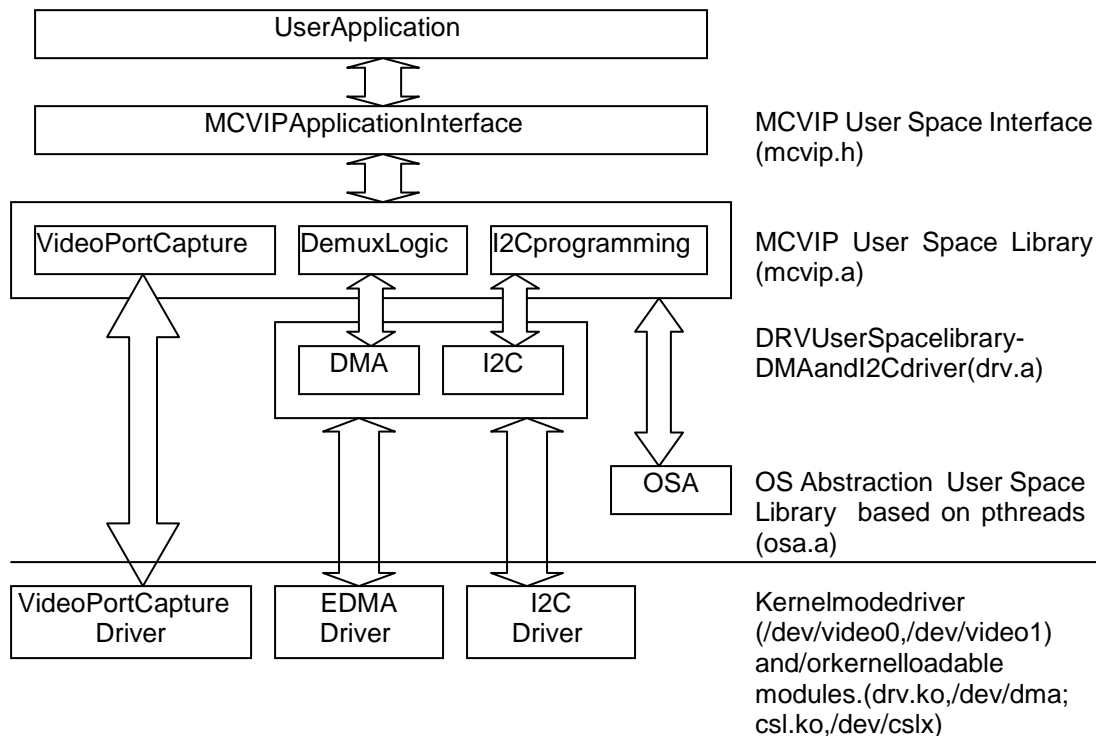 UserApplication
MCVIPApplicationInterface
MCVIP User Space Interface
(mcvip.h)
VideoPortCapture
DemuxLogic
I2Cprogramming
MCVIP User Space Library
(mcvip.a)
DMA
I2C
DRVUserSpacelibrary-
DMAandI2Cdriver(drv.a)
OSA
OS Abstraction User Space
Library based on pthreads
(osa.a)
VideoPortCapture
Driver
EDMA
Driver
I2C
Driver
Kernelmodedriver
(/dev/video0,/dev/video1)
and/orkernelloadable
modules.(drv.ko,/dev/dma;
csl.ko,/dev/cslx)